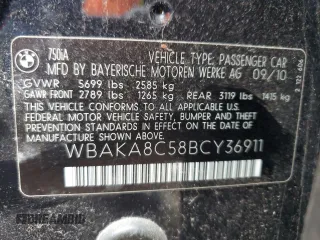 750iA
VEHICLE TYPE: PASSENGER CAR
MFD BY BAYERISCHE MOTOREN WERKE AG 09/10
GVWR 5699 lbs 2585 kg
GAWR FRONT 2789 lbs 1265 kg REAR 3119 lbs 1415 kg
THIS VEHICLE CONFORMS TO ALL APPLICABLE U.S.
FEDERAL MOTOR VEHICLE SAFETY, BUMPER, AND
THEFT PREVENTION STANDARDS IN EFFECT ON THE
DATE OF MANUFACTURE SHOWN ABOVE.
WBAKA8C58BCY36911